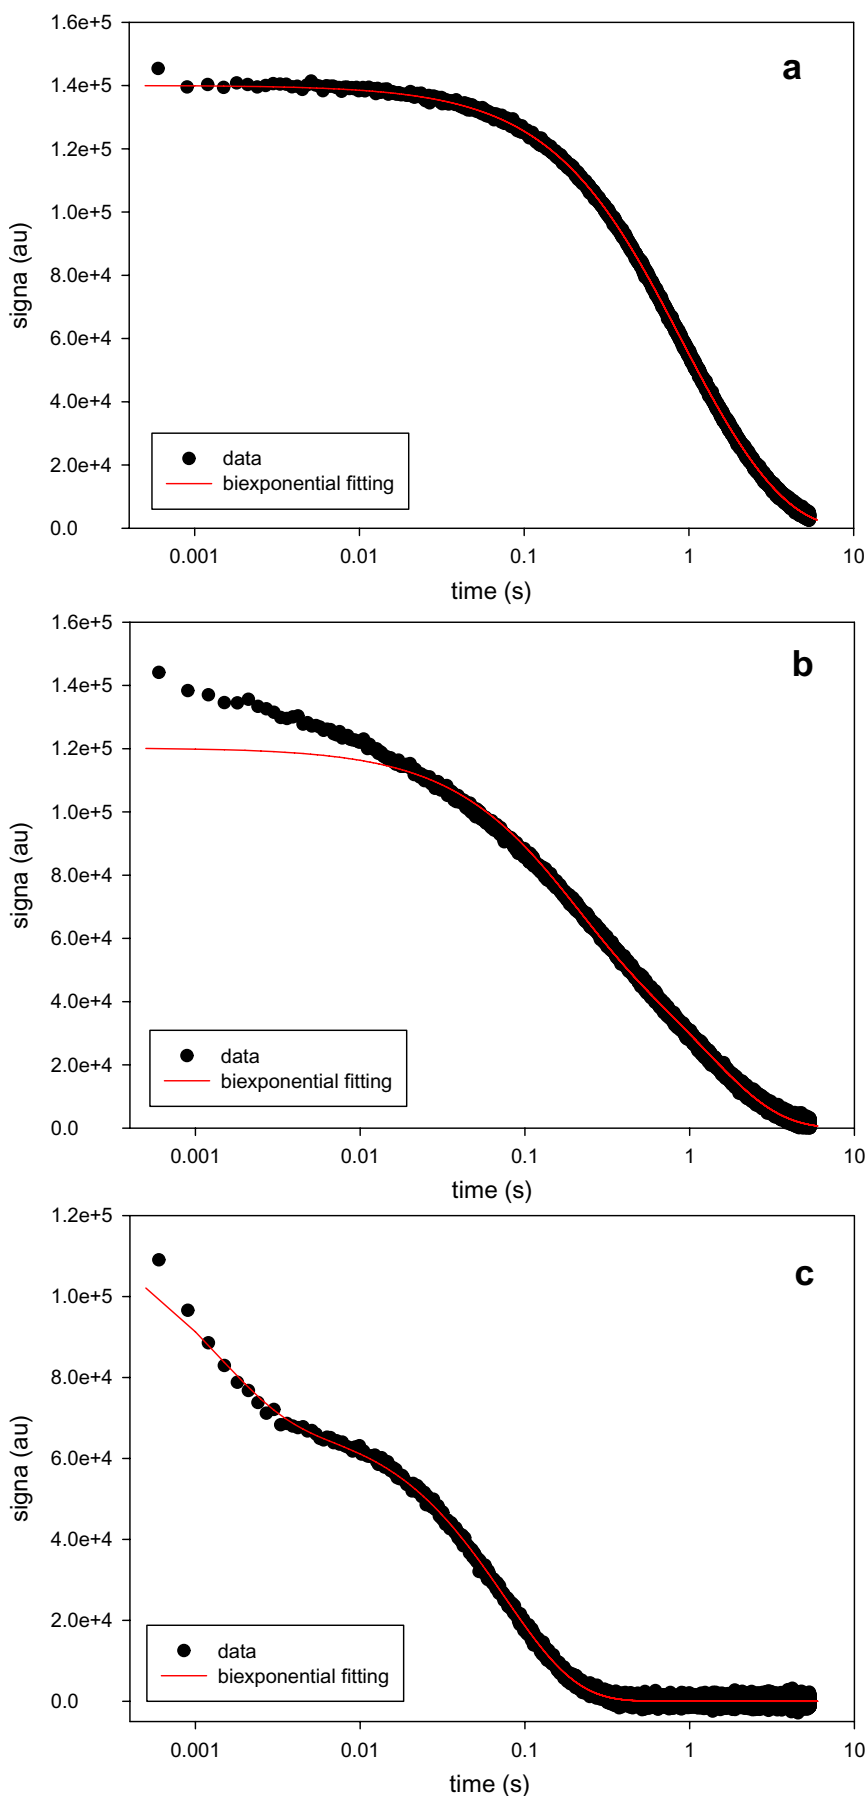 1.6e+5
a
1.4e+5
1.2e+5
1.0e+5
signa (au)
8.0e+4
6.0e+4
4.0e+4
data
2.0e+4
biexponential fitting
0.0
0.001 0.01 0.1 1 10
time (s)
1.6e+5
b
1.4e+5
1.2e+5
1.0e+5
signa (au)
8.0e+4
6.0e+4
4.0e+4
data
2.0e+4
biexponential fitting
0.0
0.001 0.01 0.1 1 10
time (s)
1.2e+5
c
1.0e+5
8.0e+4
signa (au)
6.0e+4
4.0e+4
2.0e+4
data
biexponential fitting
0.0
0.001 0.01 0.1 1 10
time (s)